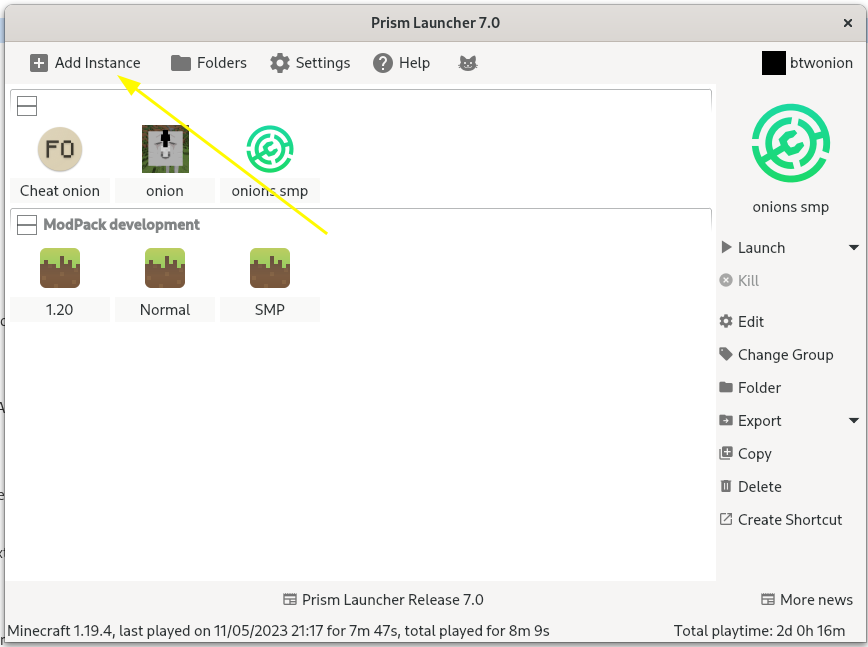 Prism Launcher 7.0
Add Instance Folders Settings Help btwonion
FO
Cheat onion onion onions smp
ModPack development
1.20 Normal SMP
onions smp
Launch
Kill
Edit
Change Group
Folder
Export
Copy
Delete
Create Shortcut
Prism Launcher Release 7.0 More news
Minecraft 1.19.4, last played on 11/05/2023 21:17 for 7m 47s, total played for 8m 9s Total playtime: 2d 0h 16m